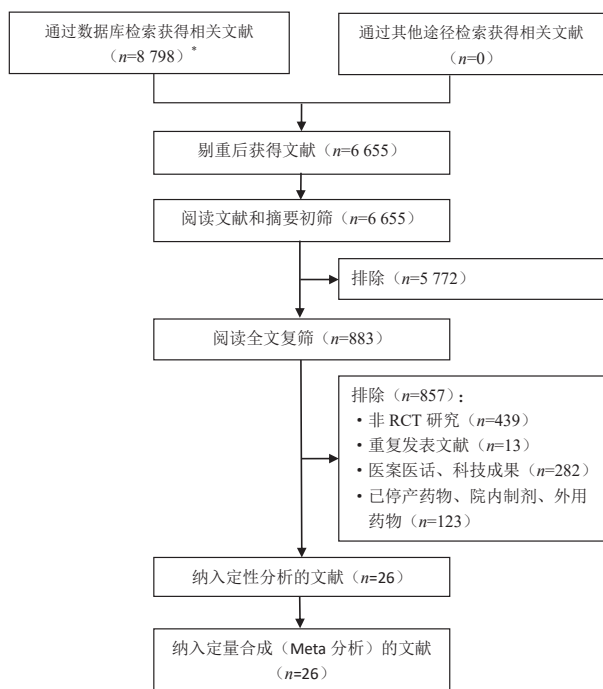 通过数据库检索获得相关文献
（n=8 798）*
通过其他途径检索获得相关文献
（n=0）
剔重后获得文献（n=6 655）
阅读文献和摘要初筛（n=6 655）
排除（n=5 772）
阅读全文复筛（n=883）
排除（n=857）：
·非 RCT 研究（n=439）
·重复发表文献（n=13）
·医案医话、科技成果（n=282）
·已停产药物、院内制剂、外用
药物（n=123）
纳入定性分析的文献（n=26）
纳入定量合成（Meta 分析）的文献
（n=26）